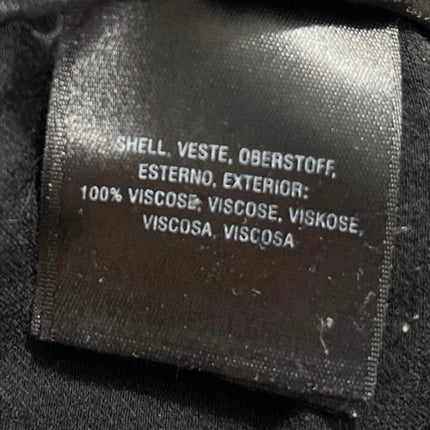 SHELL, VESTE, OBERSTOFF,
ESTERNO, EXTERIOR:
100% VISCOSE, VISCOSE, VISKOSE,
VISCOSA, VISCOSA